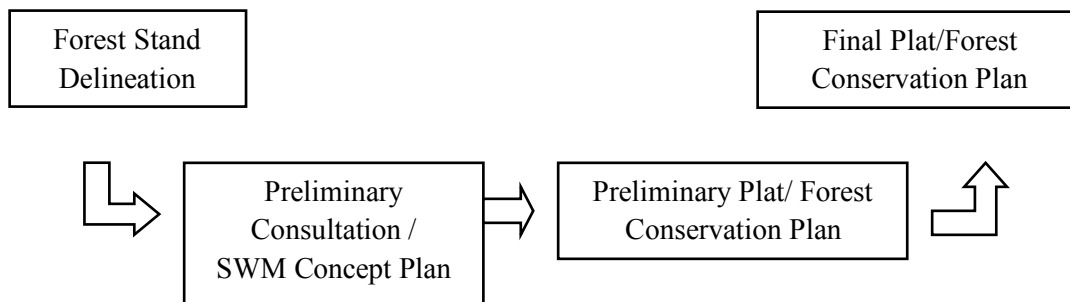 Forest Stand
Delineation
Preliminary
Consultation /
SWM Concept Plan
Preliminary Plat/ Forest
Conservation Plan
Final Plat/Forest
Conservation Plan